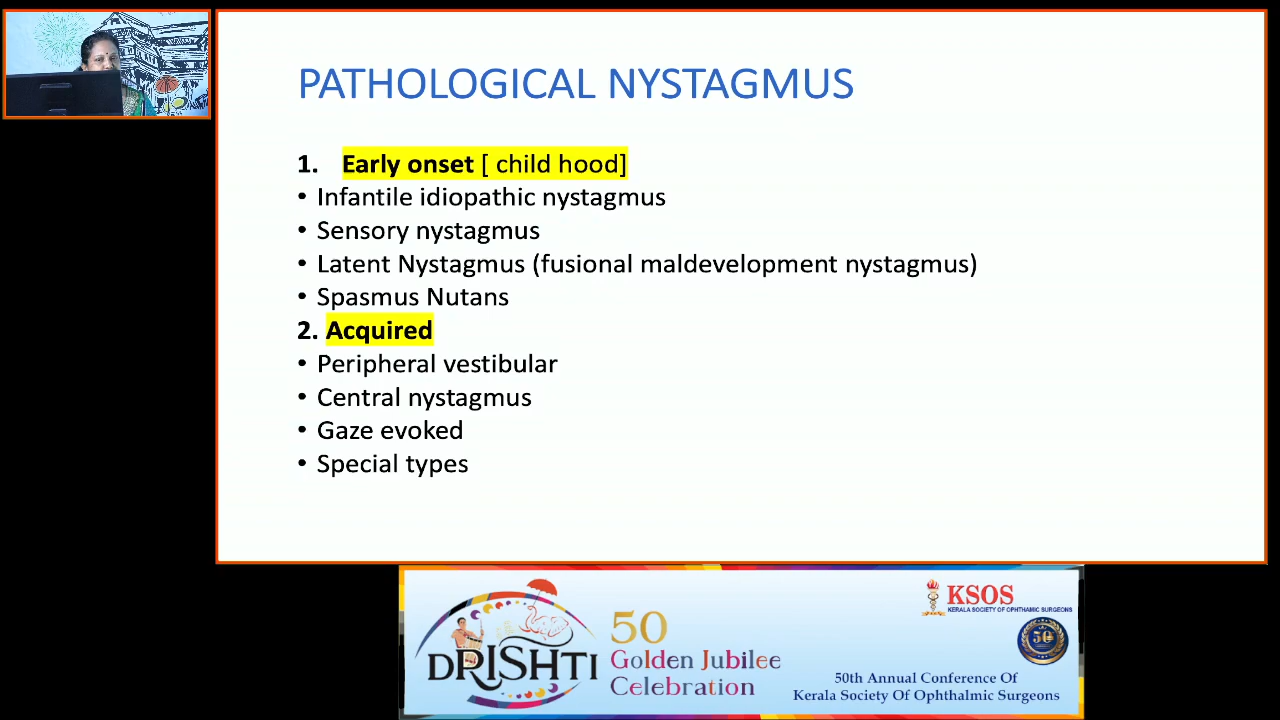 PATHOLOGICAL NYSTAGMUS
1. Early onset [ child hood]
• Infantile idiopathic nystagmus
• Sensory nystagmus
• Latent Nystagmus (fusional maldevelopment nystagmus)
• Spasmus Nutans
2. Acquired
• Peripheral vestibular
• Central nystagmus
• Gaze evoked
• Special types
DRISHTI
50
Golden Jubilee
Celebration
KSOS
KERALA SOCIETY OF OPHTHAMIC SURGEONS
50
50th Annual Conference Of
Kerala Society Of Ophthalmic Surgeons